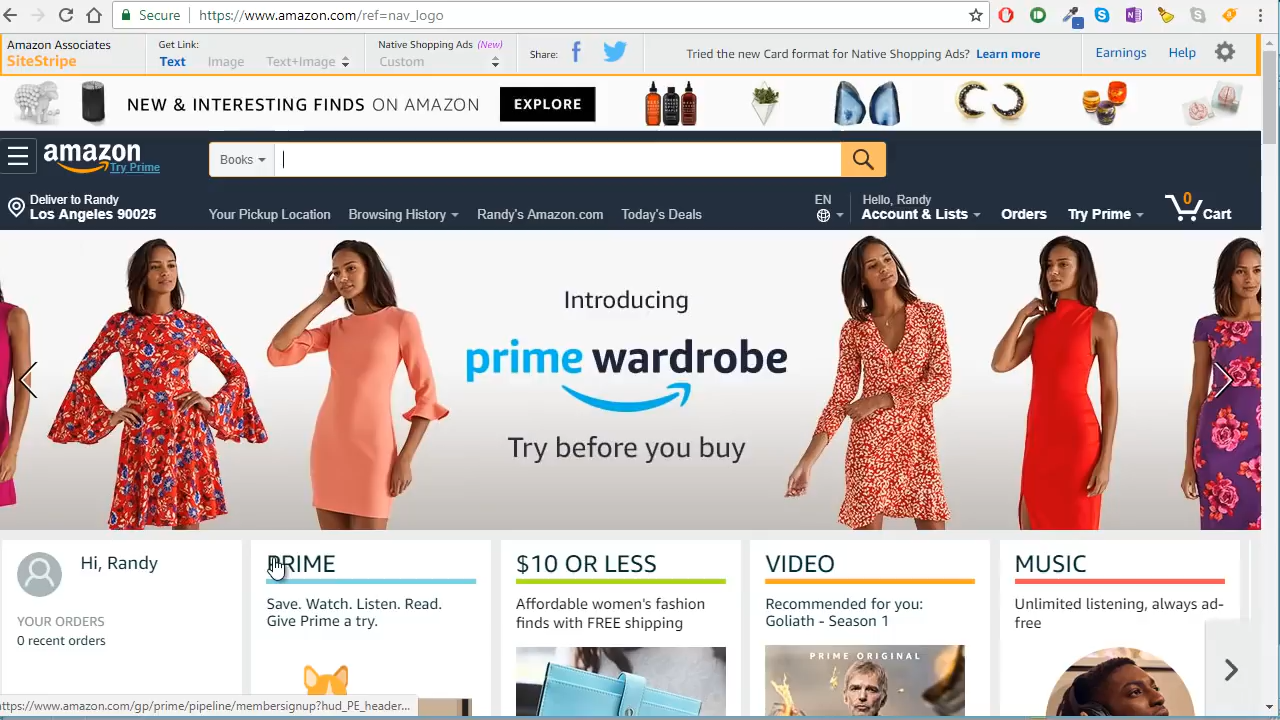 Secure
https://www.amazon.com/ref=nav_logo
Amazon Associates
SiteStripe
Get Link:
Text Image Text+Image
Native Shopping Ads (New)
Custom
Share:
Tried the new Card format for Native Shopping Ads? Learn more
Earnings
Help
NEW & INTERESTING FINDS ON AMAZON
EXPLORE
amazon
Try Prime
Books
Deliver to Randy
Los Angeles 90025
Your Pickup Location
Browsing History
Randy's Amazon.com
Today's Deals
EN
Hello, Randy
Account & Lists
Orders
Try Prime
0
Cart
Introducing
prime wardrobe
Try before you buy
Hi, Randy
YOUR ORDERS
0 recent orders
PRIME
Save. Watch. Listen. Read.
Give Prime a try.
$10 OR LESS
Affordable women's fashion
finds with FREE shipping
VIDEO
Recommended for you:
Goliath - Season 1
PRIME ORIGINAL
MUSIC
Unlimited listening, always ad-
free
https://www.amazon.com/gp/prime/pipeline/membersignup?hud_PE_header...